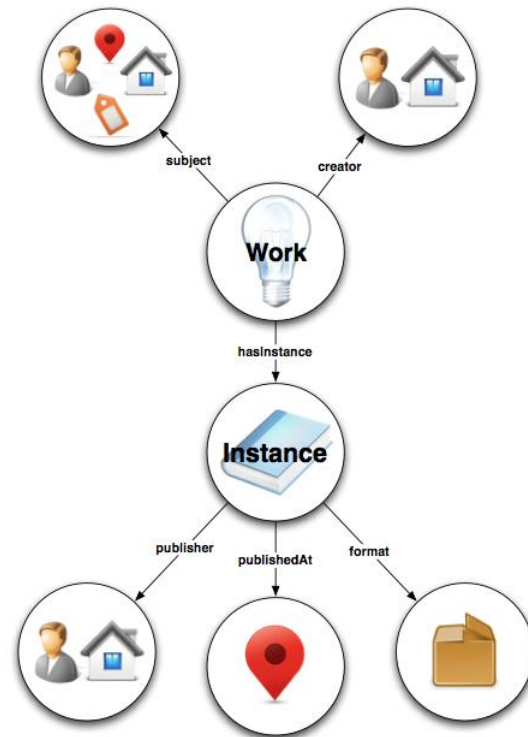 subject
creator
Work
hasInstance
Instance
publisher
publishedAt
format